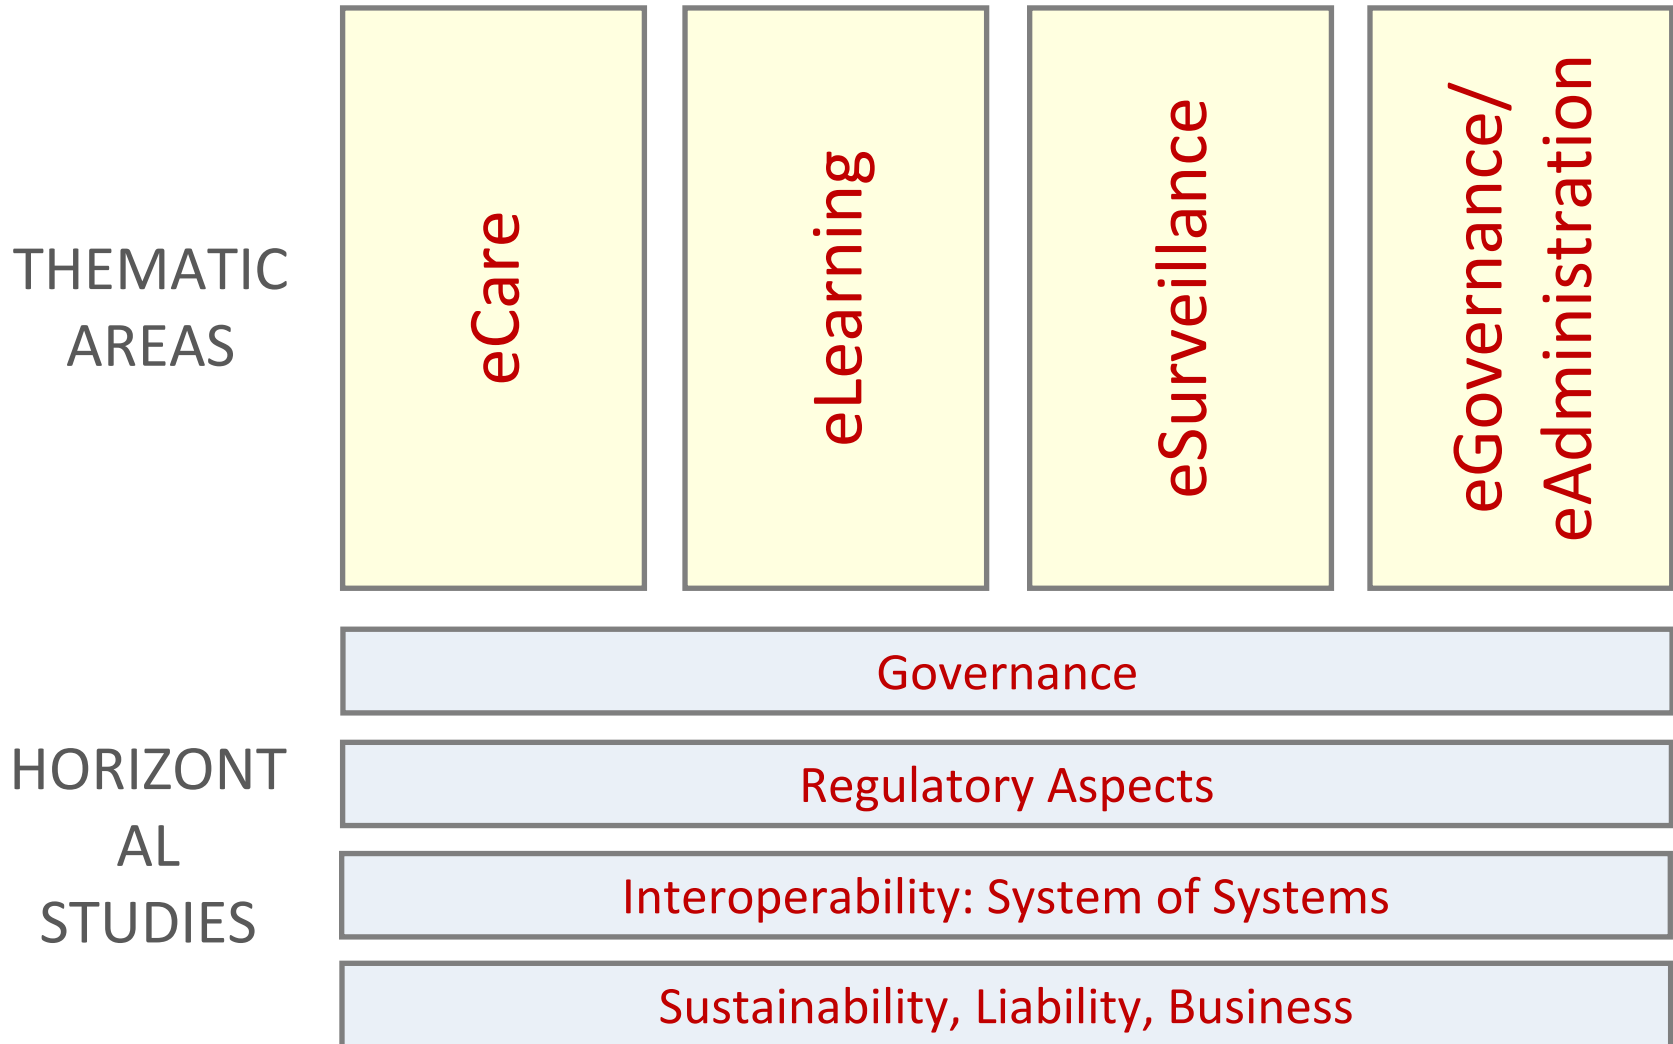 THEMATIC
AREAS
eCare
eLearning
eSurveillance
eGovernance/
eAdministration
HORIZONT
AL
STUDIES
Governance
Regulatory Aspects
Interoperability: System of Systems
Sustainability, Liability, Business